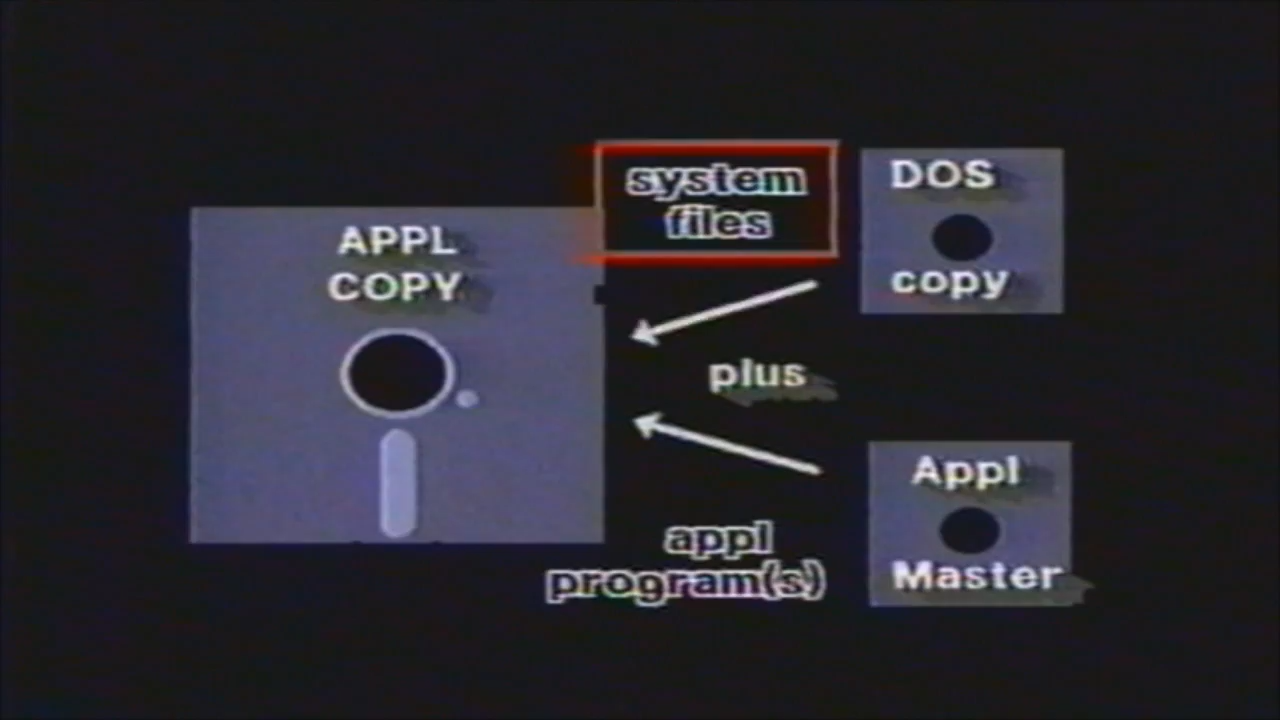 APPL
COPY
system
files
DOS
copy
plus
appl
program(s)
Appl
Master